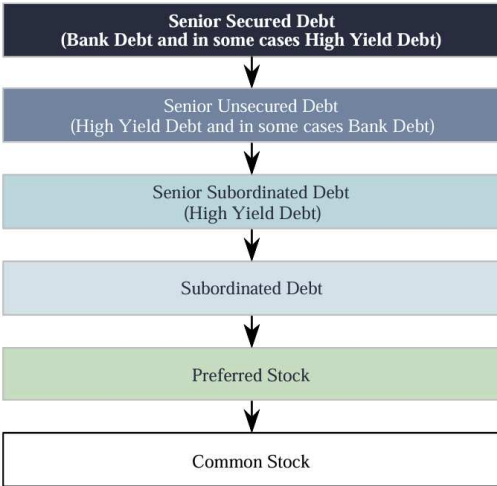 Senior Secured Debt
(Bank Debt and in some cases High Yield Debt)
Senior Unsecured Debt
(High Yield Debt and in some cases Bank Debt)
Senior Subordinated Debt
(High Yield Debt)
Subordinated Debt
Preferred Stock
Common Stock